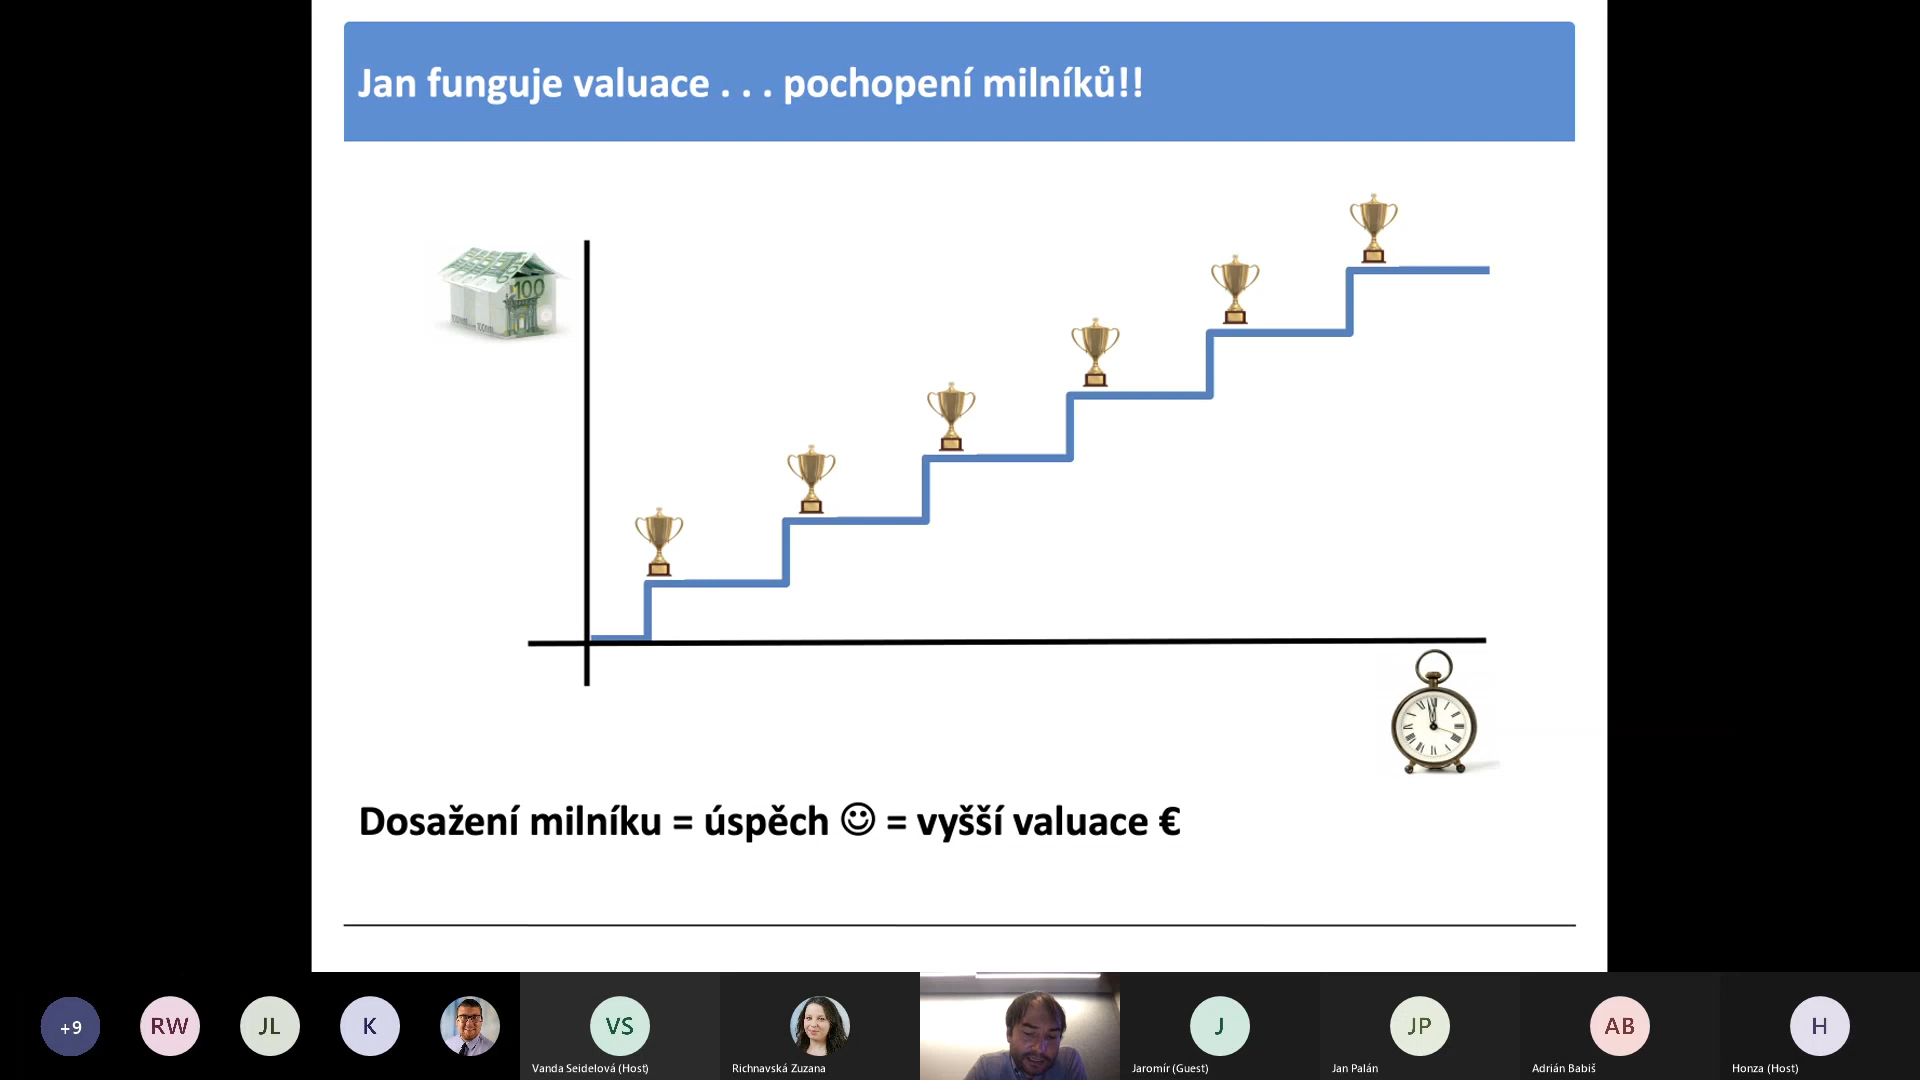 Jan funguje valuace . . . pochopení milníků!!
100
Dosažení milníku = úspěch ☺ = vyšší valuace €
+9
RW
JL
K
VS
Vanda Seidelová (Host)
Richnavská Zuzana
J
Jaromír (Guest)
JP
Jan Palán
AB
Adrián Babiš
H
Honza (Host)